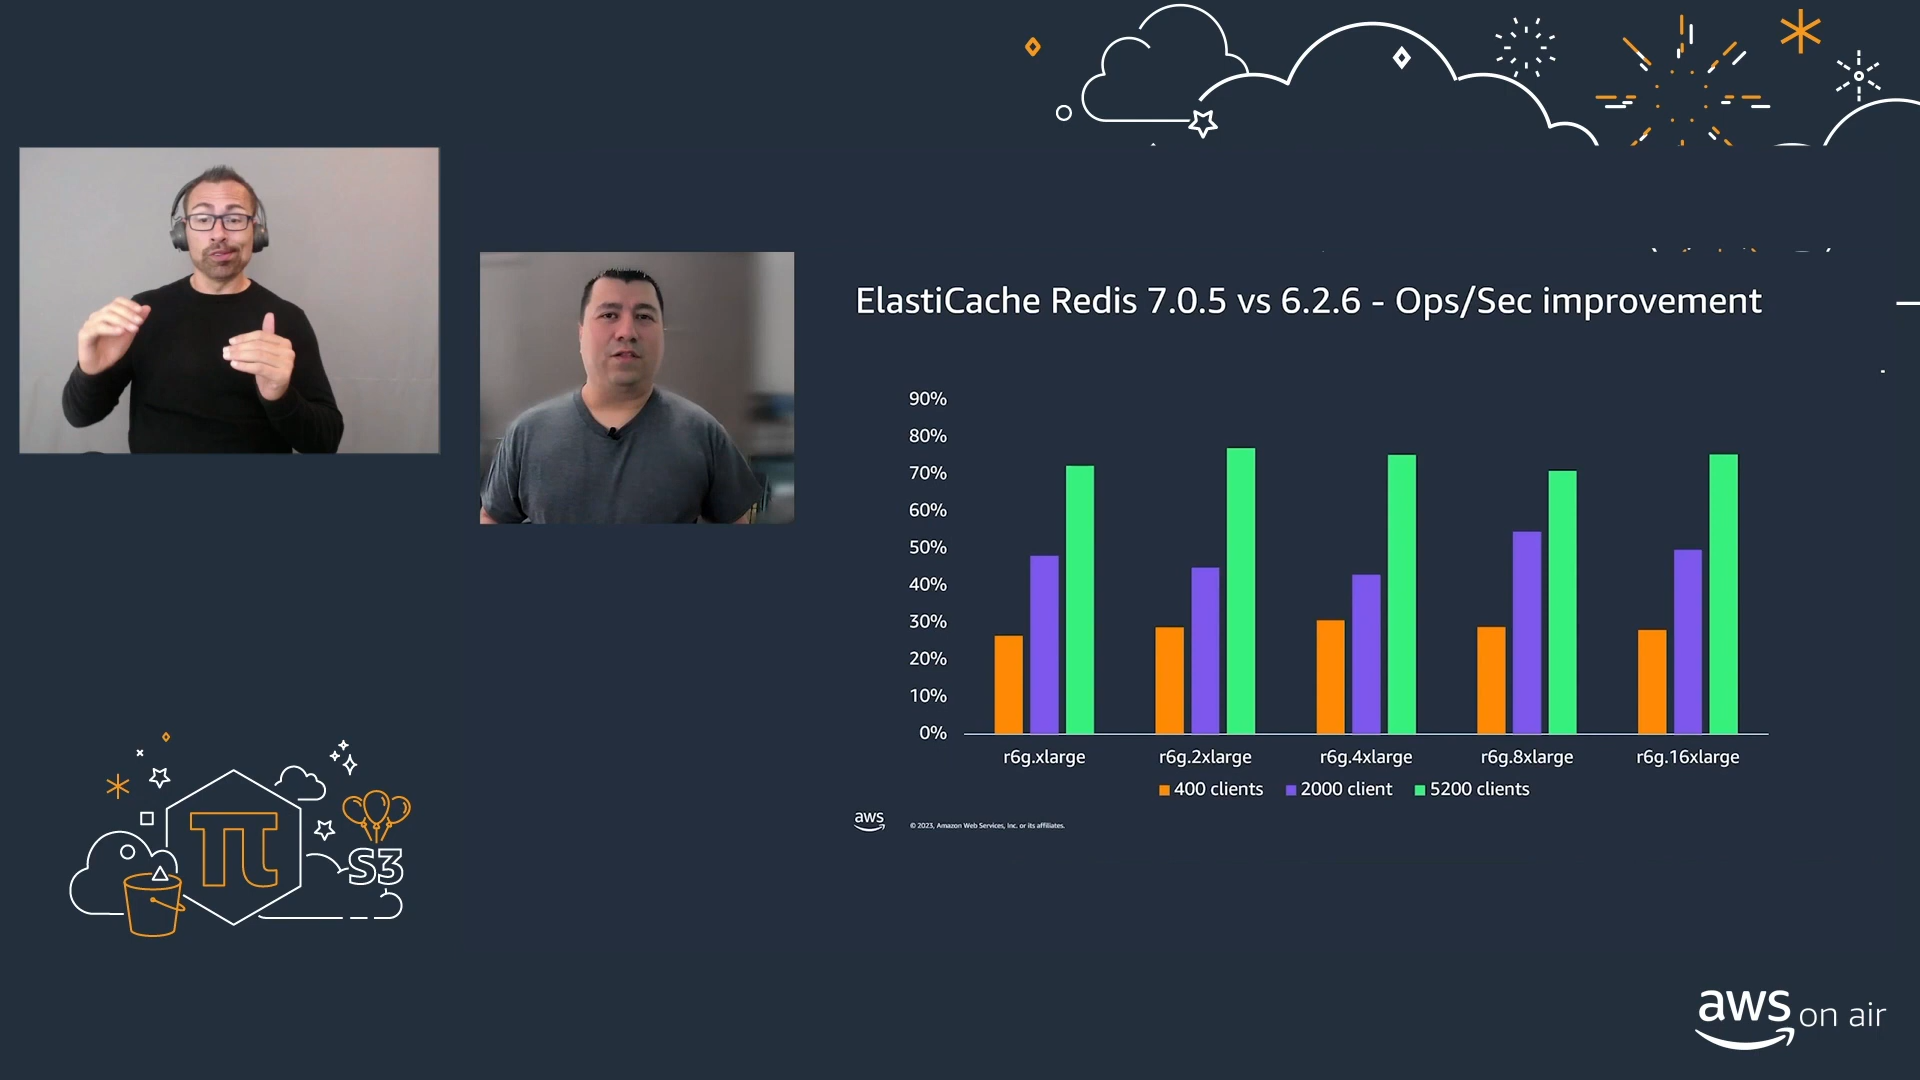 ElastiCache Redis 7.0.5 vs 6.2.6 - Ops/Sec improvement
90%
80%
70%
60%
50%
40%
30%
20%
10%
0%
r6g.xlarge r6g.2xlarge r6g.4xlarge r6g.8xlarge r6g.16xlarge
400 clients 2000 client 5200 clients
aws © 2023, Amazon Web Services, Inc. or its affiliates.
π
S3
aws on air